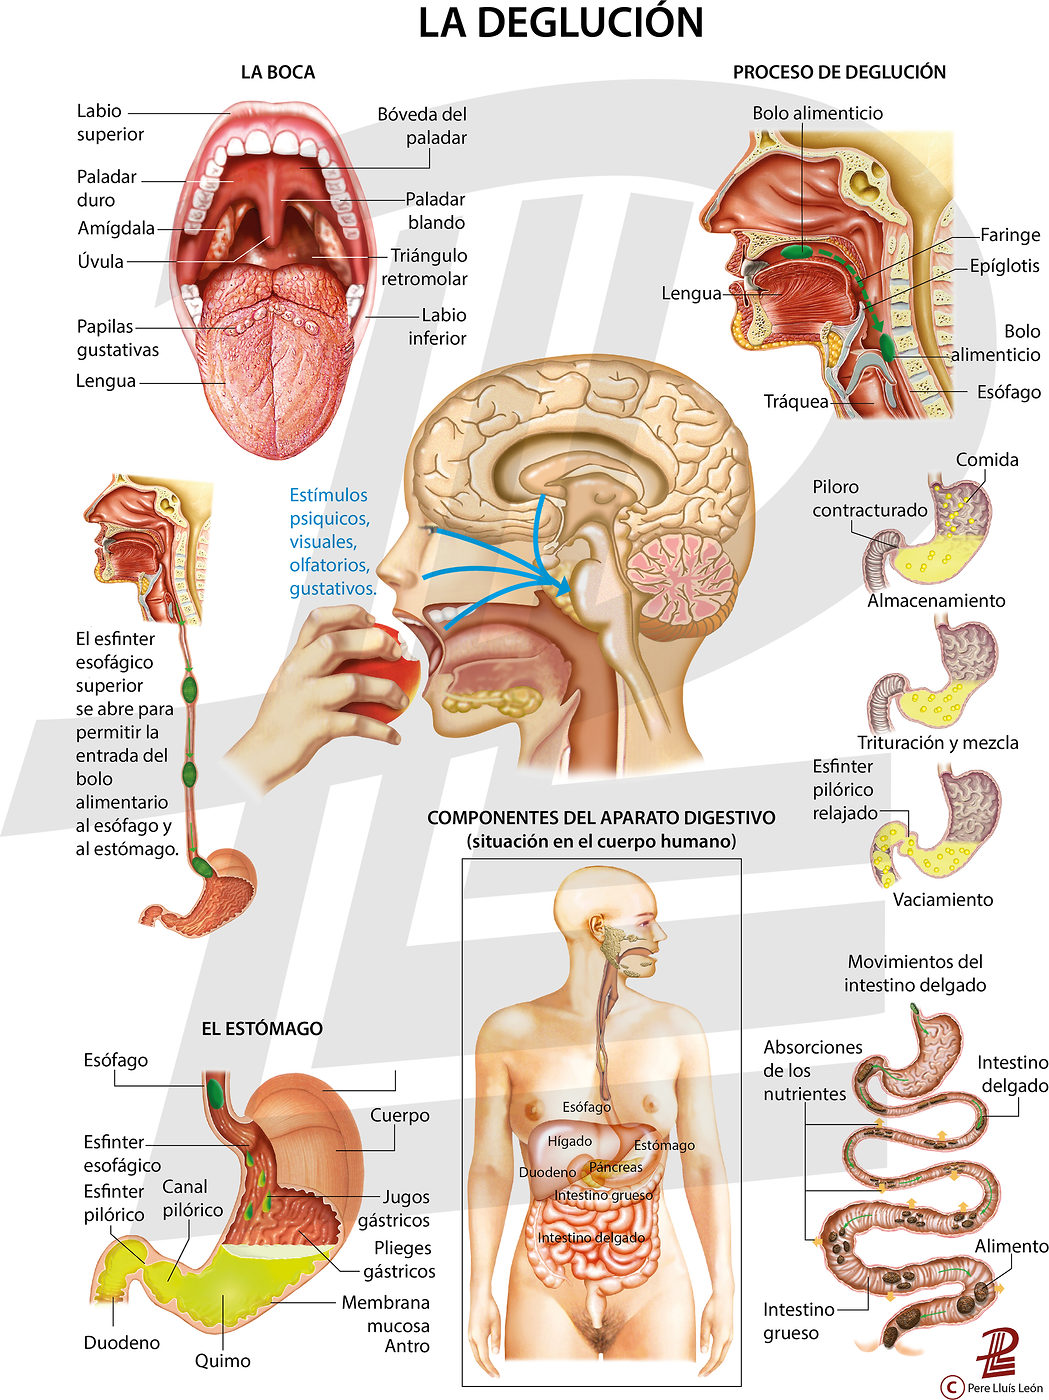 LA DEGLUCIÓN
LA BOCA
Labio
superior
Paladar
duro
Amígdala
Úvula
Papilas
gustativas
Lengua
Bóveda del
paladar
Paladar
blando
Triángulo
retromolar
Labio
inferior
PROCESO DE DEGLUCIÓN
Bolo alimenticio
Faringe
Epíglotis
Lengua
Bolo
alimenticio
Esófago
Tráquea
Estímulos
psiquicos,
visuales,
olfatorios,
gustativos.
El esfinter
esofágico
superior
se abre para
permitir la
entrada del
bolo
alimentario
al esófago y
al estómago.
Comida
Piloro
contracturado
Almacenamiento
Trituración y mezcla
Esfinter
pilórico
relajado
Vaciamiento
COMPONENTES DEL APARATO DIGESTIVO
(situación en el cuerpo humano)
Esófago
Hígado
Estómago
Duodeno
Páncreas
Intestino grueso
Intestino delgado
EL ESTÓMAGO
Esófago
Cuerpo
Esfinter
esofágico
Esfinter
pilórico
Canal
pilórico
Jugos
gástricos
Plieges
gástricos
Membrana
mucosa
Antro
Duodeno
Quimo
Movimientos del
intestino delgado
Absorciones
de los
nutrientes
Intestino
delgado
Alimento
Intestino
grueso
© Pere Lluís León